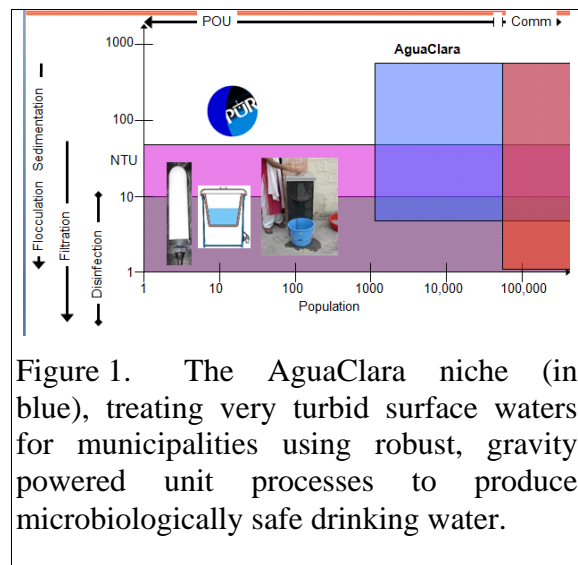 POU
Comm
AguaClara
1000
100
NTU
10
1
Flocculation Sedimentation
Filtration
Disinfection
PUR
1 10 100 1000 10,000 100,000
Population
Figure 1. The AguaClara niche (in
blue), treating very turbid surface waters
for municipalities using robust, gravity
powered unit processes to produce
microbiologically safe drinking water.